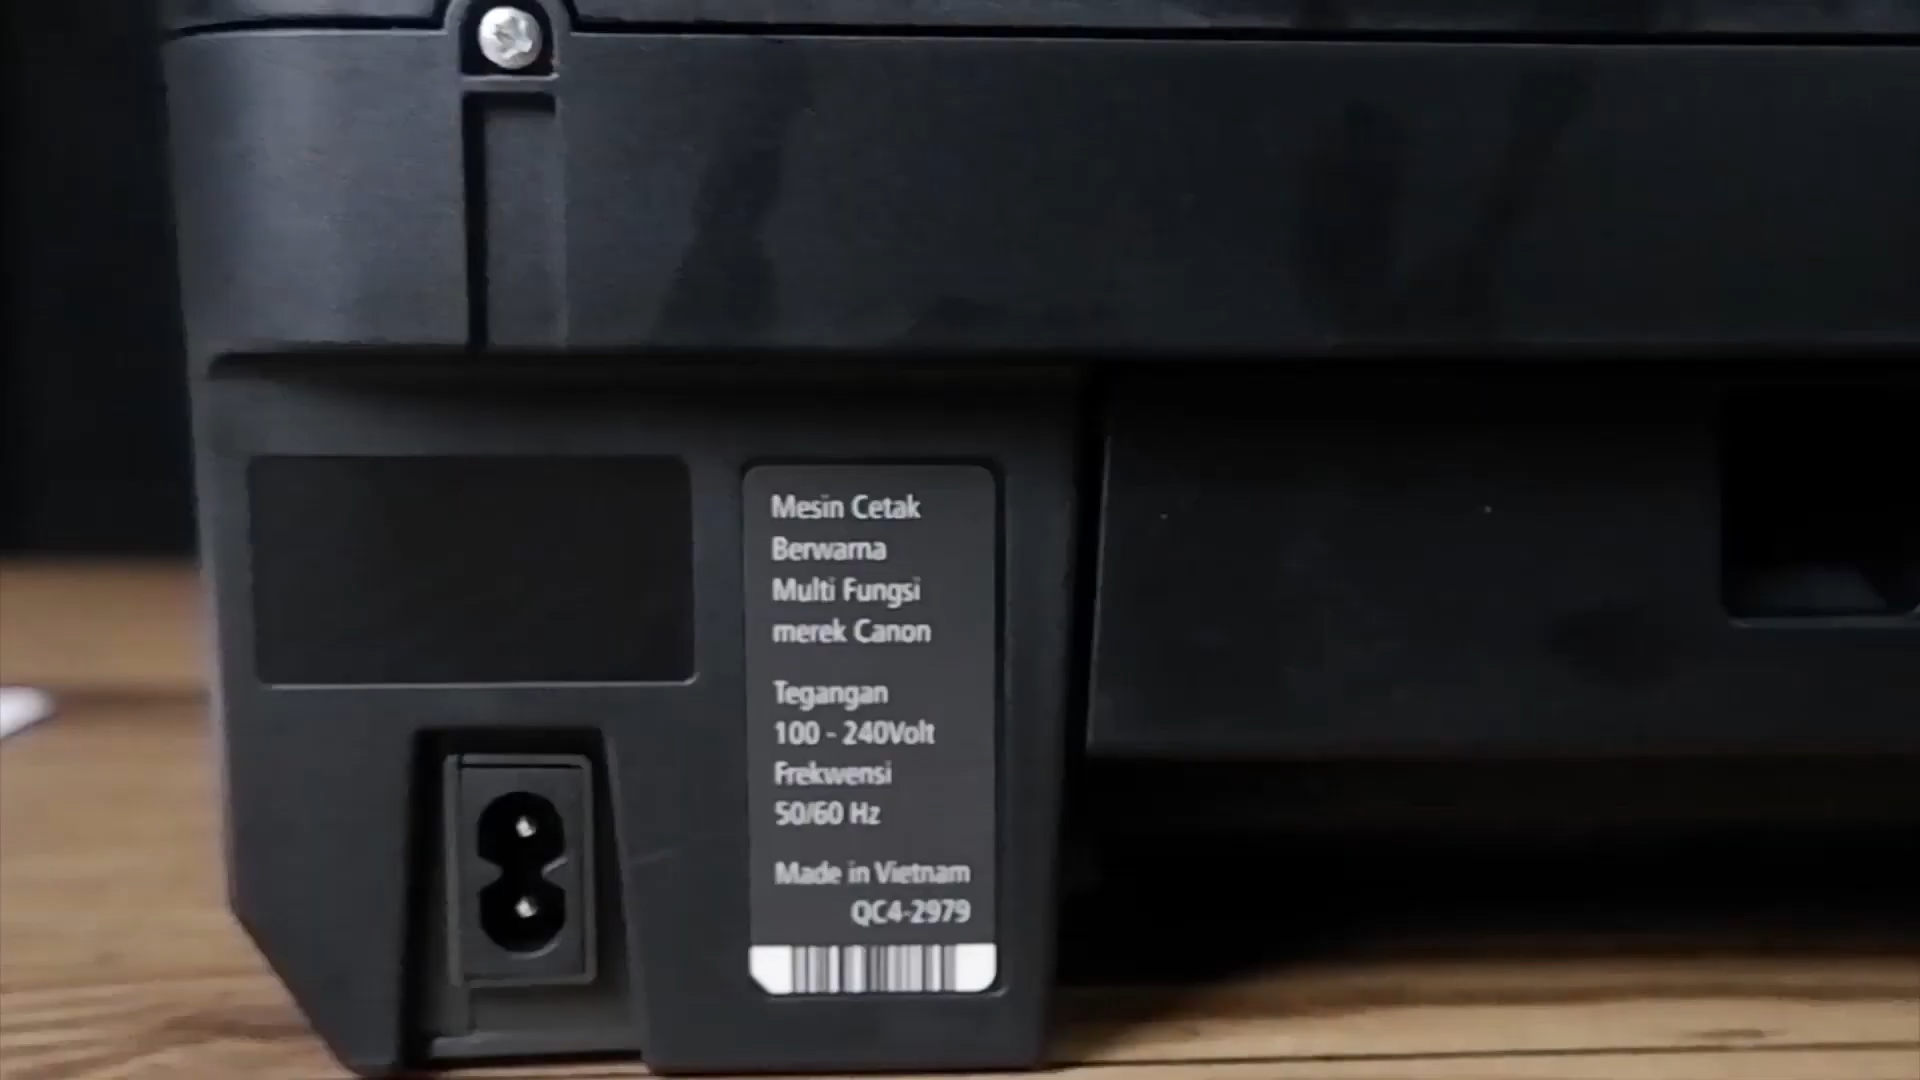 Mesin Cetak
Berwarna
Multi Fungsi
merek Canon
Tegangan
100 - 240Volt
Frekwensi
50/60 Hz
Made in Vietnam
QC4-2979